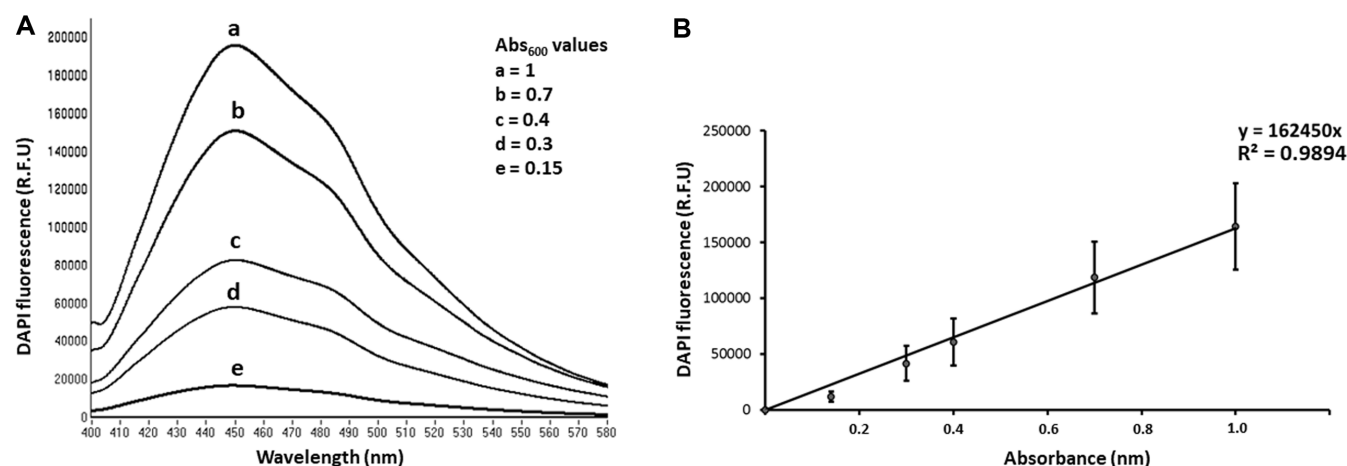 A
DAPI fluorescence (R.F.U)
200000
180000
160000
140000
120000
100000
80000
60000
40000
20000
0
a
b
c
d
e
Abs600 values
a = 1
b = 0.7
c = 0.4
d = 0.3
e = 0.15
400 410 420 430 440 450 460 470 480 490 500 510 520 530 540 550 560 570 580
Wavelength (nm)
B
DAPI fluorescence (R.F.U)
250000
200000
150000
100000
50000
0
y = 162450x
R² = 0.9894
0.2 0.4 0.6 0.8 1.0
Absorbance (nm)